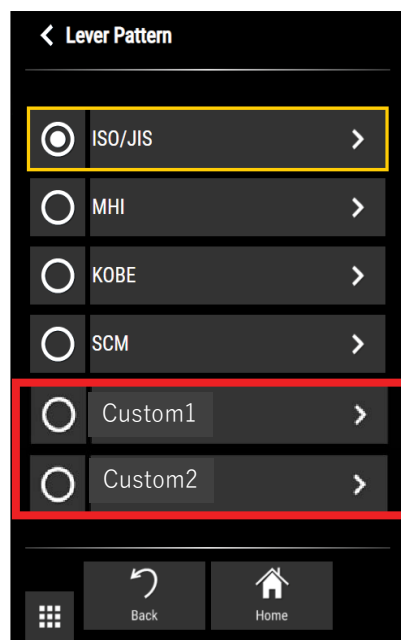 Lever Pattern
ISO/JIS
MHI
KOBE
SCM
Custom1
Custom2
Back
Home